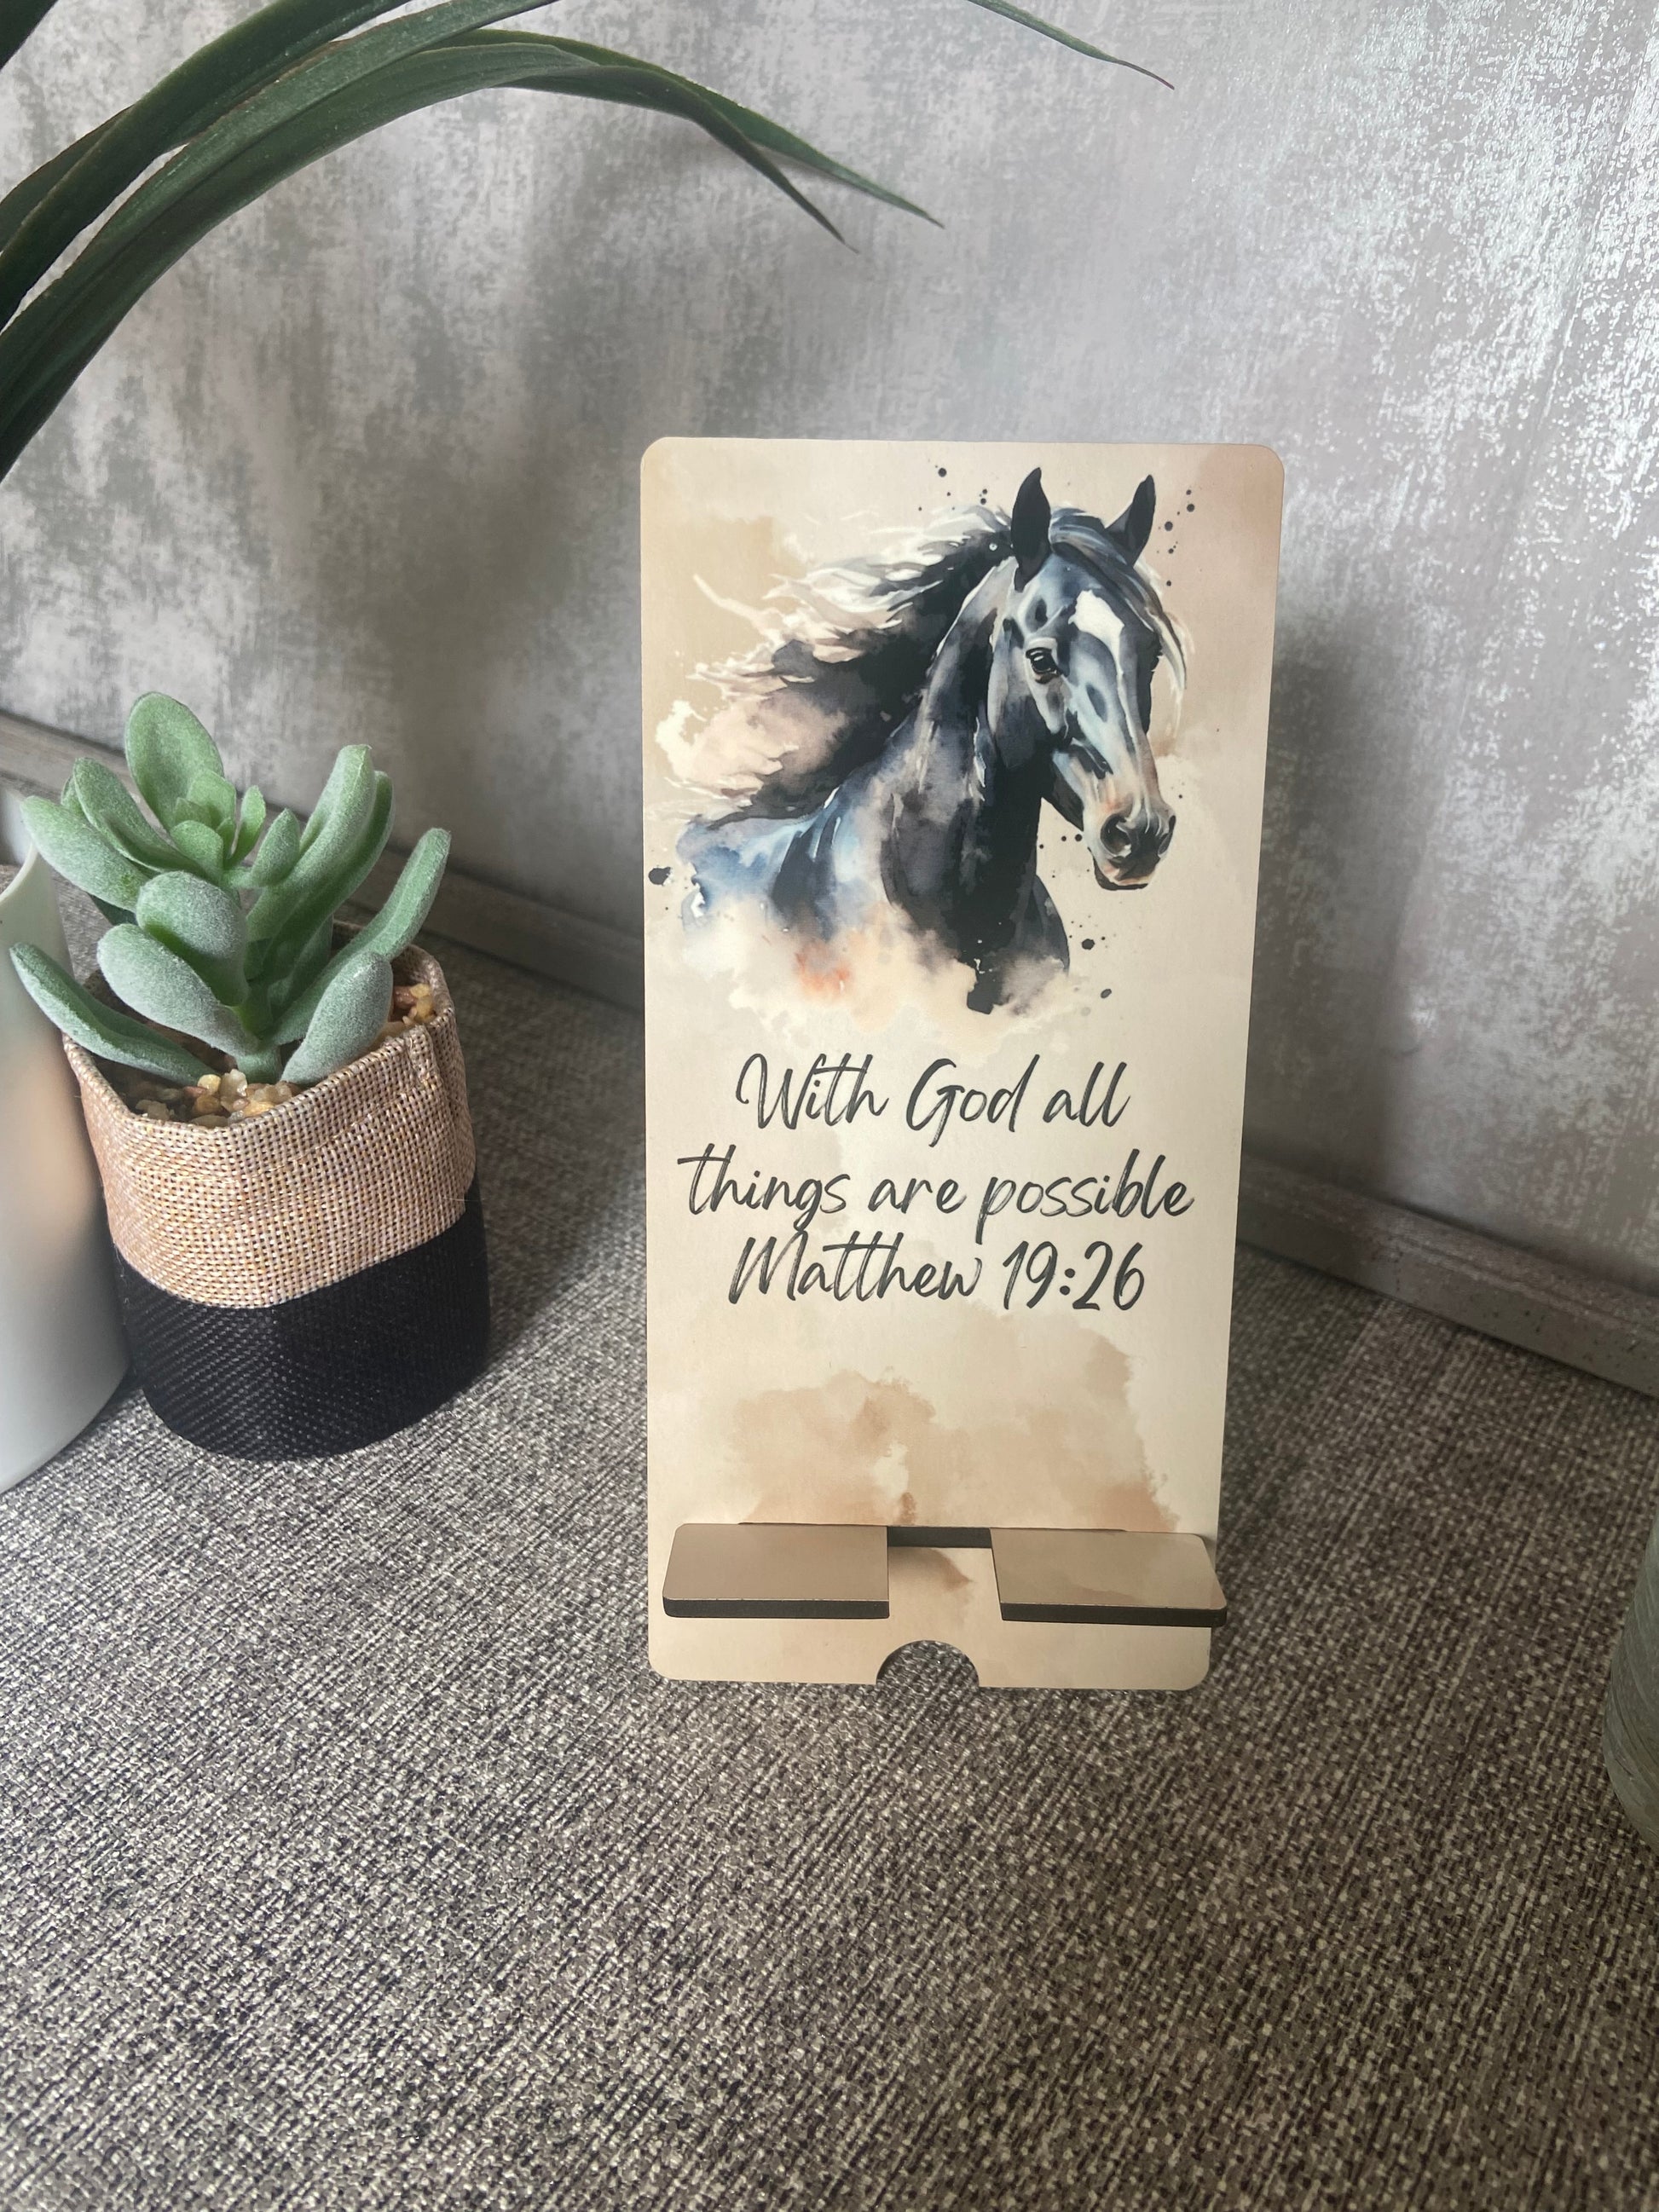 With God all
things are possible
Matthew 19:26